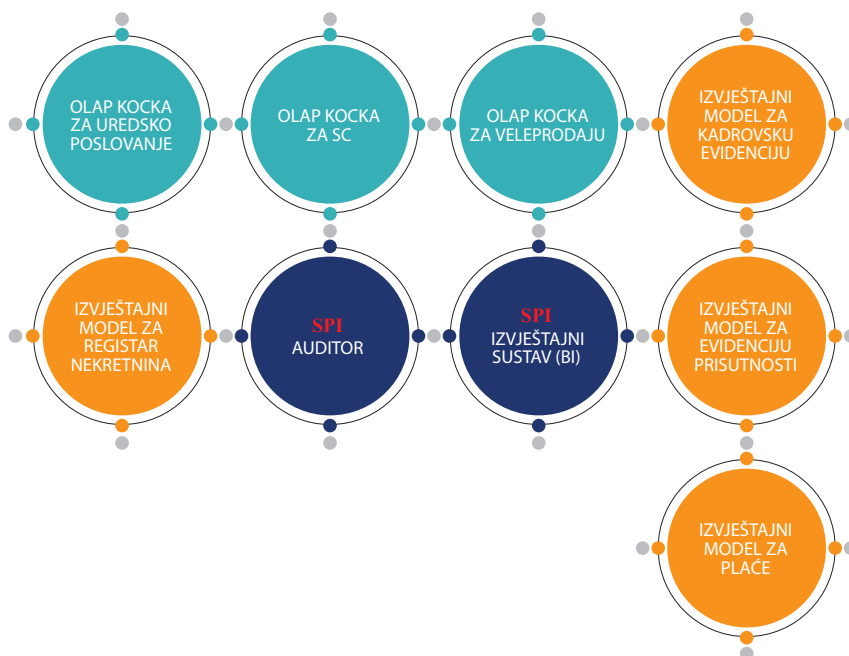 OLAP KOCKA
ZA UREDSKO
POSLOVANJE
OLAP KOCKA
ZA SC
OLAP KOCKA
ZA VELEPRODAJU
IZVJEŠTAJNI
MODEL ZA
KADROVSKU
EVIDENCIJU
IZVJEŠTAJNI
MODEL ZA
REGISTAR
NEKRETNINA
SPI
AUDITOR
SPI
IZVJEŠTAJNI
SUSTAV (BI)
IZVJEŠTAJNI
MODEL ZA
EVIDENCIJU
PRISUTNOSTI
IZVJEŠTAJNI
MODEL ZA
PLAĆE